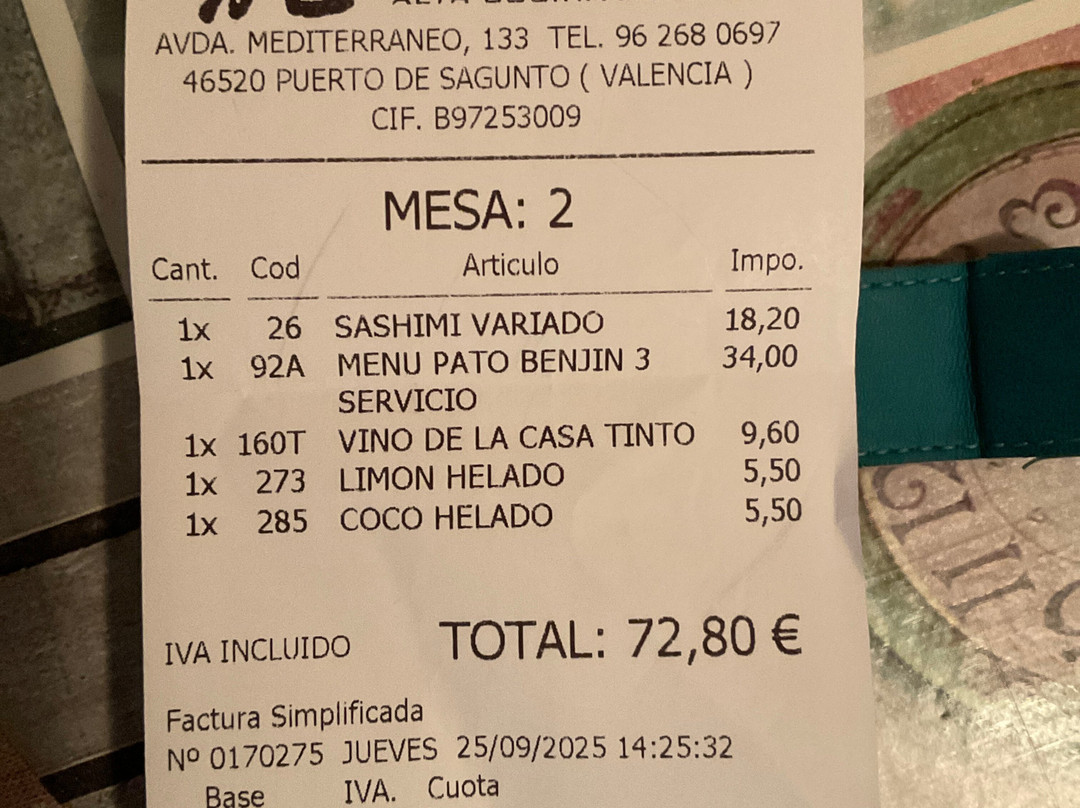 AVDA. MEDITERRANEO, 133 TEL. 96 268 0697
46520 PUERTO DE SAGUNTO ( VALENCIA )
CIF. B97253009
MESA: 2
Cant. Cod Articulo Impo.
1x 26 SASHIMI VARIADO 18,20
1x 92A MENU PATO BENJIN 3 34,00
SERVICIO
1x 160T VINO DE LA CASA TINTO 9,60
1x 273 LIMON HELADO 5,50
1x 285 COCO HELADO 5,50
IVA INCLUIDO TOTAL: 72,80 €
Factura Simplificada
Nº 0170275 JUEVES 25/09/2025 14:25:32
Base IVA. Cuota